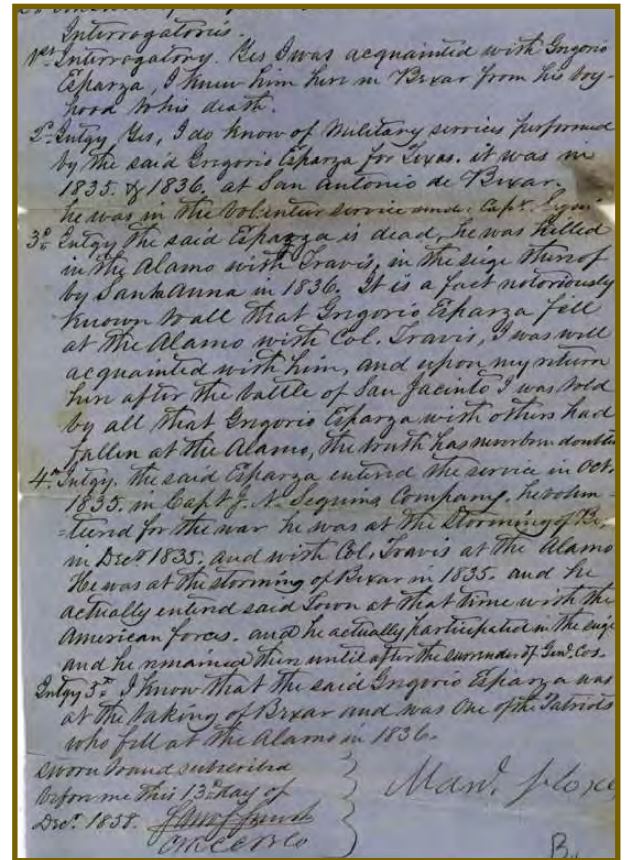 Interrogatories.
1st Interrogatory. Yes I was acquainted with Gregorio
Esparza, I knew him here in Bexar from his boy-
hood to his death.
2d Intgy Yes, I do know of Military services performed
by the said Gregorio Esparza for Texas. it was in
1835. & 1836. at San Antonio de Bexar.
he was in the Volunteer service under Capt.
3d Intgy the said Esparza is dead, he was killed
in the Alamo with Travis, in the siege thereof
by Santa Anna in 1836. It is a fact notoriously
known to all that Gregorio Esparza fell
at the Alamo with Col. Travis, I was well
acquainted with him, and upon my return
here after the battle of San Jacinto I was told
by all that Gregorio Esparza with others had
fallen at the Alamo, the truth has never been doubted
4th Intgy. the said Esparza entered the service in Oct.
1835. in Capt J. N. Seguins Company. he volun-
=teered for the war he was at the Storming of Be.
in Decr 1835. and with Col. Travis at the Alamo
He was at the storming of Bexar in 1835. and he
actually entered said Town at that time with the
American forces. and he actually participated in the siege
and he remained there until after the surrender of Genl. Cos.
Intgy 5th I know that the said Gregorio Esparza was
at the taking of Bexar and was one of the Patriots
who fell at the Alamo in 1836.
Sworn to and subscribed
before me this 13th day of
Decr. 1858.
Manl. Flores